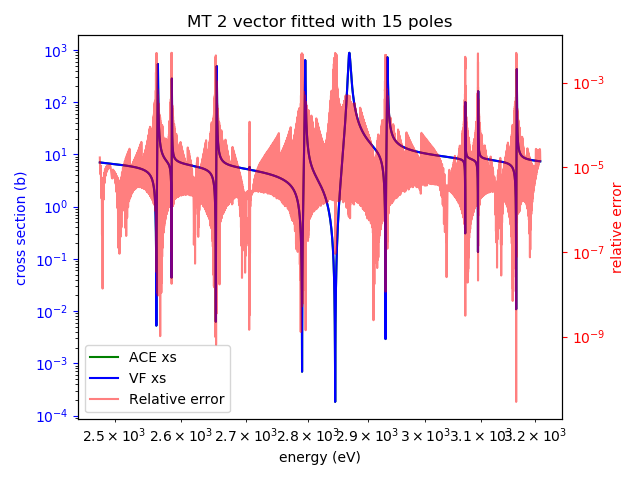 MT 2 vector fitted with 15 poles
10³
10²
10¹
10⁰
10⁻¹
10⁻²
10⁻³
10⁻⁴
cross section (b)
10⁻³
10⁻⁵
10⁻⁷
10⁻⁹
relative error
ACE xs
VF xs
Relative error
2.5 × 10³ 2.6 × 10³ 2.7 × 10³ 2.8 × 10³ 2.9 × 10³ 3 × 10³ 3.1 × 10³ 3.2 × 10³
energy (eV)